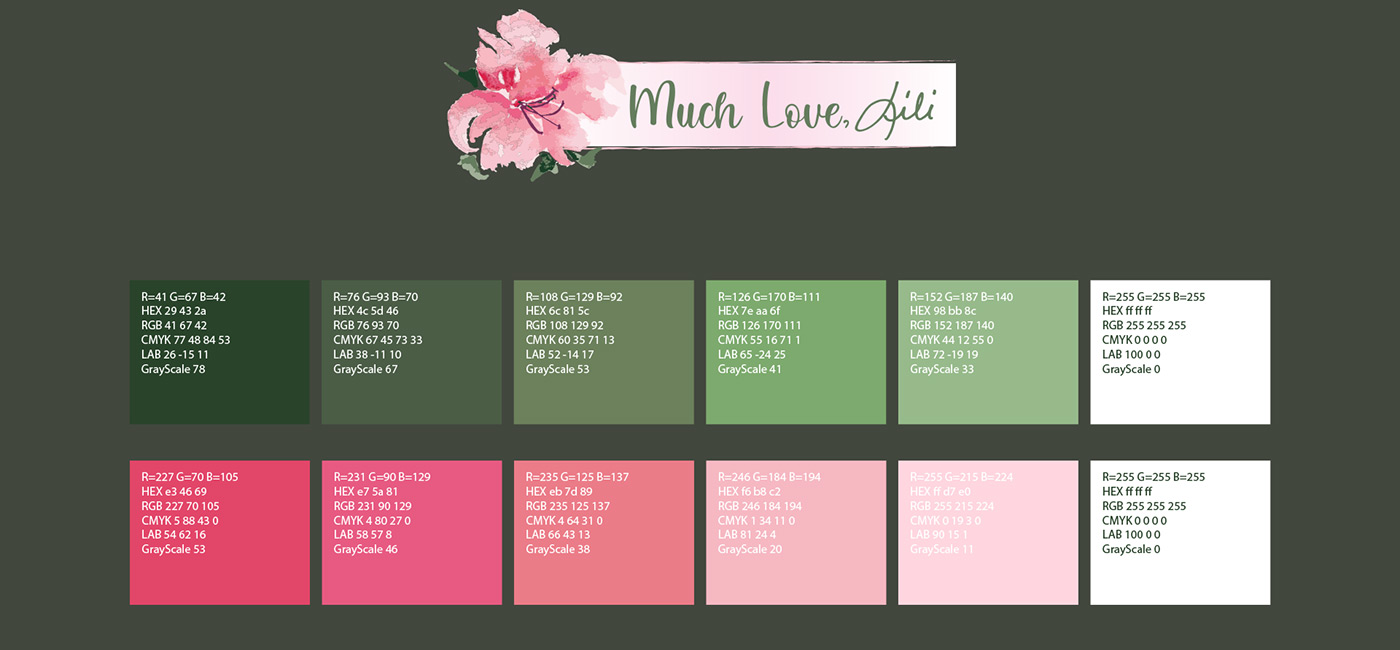 Much Love, Lili
R=41 G=67 B=42
HEX 29 43 2a
RGB 41 67 42
CMYK 77 48 84 53
LAB 26 -15 11
GrayScale 78
R=76 G=93 B=70
HEX 4c 5d 46
RGB 76 93 70
CMYK 67 45 73 33
LAB 38 -11 10
GrayScale 67
R=108 G=129 B=92
HEX 6c 81 5c
RGB 108 129 92
CMYK 60 35 71 13
LAB 52 -14 17
GrayScale 53
R=126 G=170 B=111
HEX 7e aa 6f
RGB 126 170 111
CMYK 55 16 71 1
LAB 65 -24 25
GrayScale 41
R=152 G=187 B=140
HEX 98 bb 8c
RGB 152 187 140
CMYK 44 12 55 0
LAB 72 -19 19
GrayScale 33
R=255 G=255 B=255
HEX ff ff ff
RGB 255 255 255
CMYK 0 0 0 0
LAB 100 0 0
GrayScale 0
R=227 G=70 B=105
HEX e3 46 69
RGB 227 70 105
CMYK 5 88 43 0
LAB 54 62 16
GrayScale 53
R=231 G=90 B=129
HEX e7 5a 81
RGB 231 90 129
CMYK 4 80 27 0
LAB 58 57 8
GrayScale 46
R=235 G=125 B=137
HEX eb 7d 89
RGB 235 125 137
CMYK 4 64 31 0
LAB 66 43 13
GrayScale 38
R=246 G=184 B=194
HEX f6 b8 c2
RGB 246 184 194
CMYK 1 34 11 0
LAB 81 24 4
GrayScale 20
R=255 G=215 B=224
HEX ff d7 e0
RGB 255 215 224
CMYK 0 19 3 0
LAB 90 15 1
GrayScale 11
R=255 G=255 B=255
HEX ff ff ff
RGB 255 255 255
CMYK 0 0 0 0
LAB 100 0 0
GrayScale 0